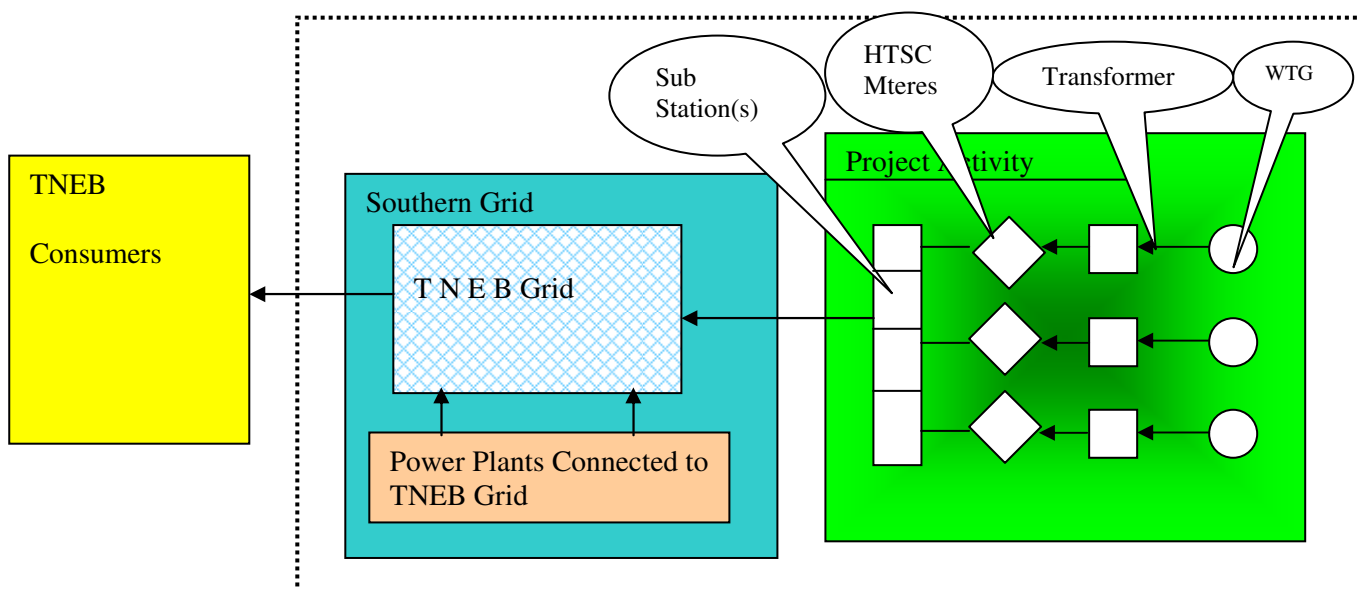 Sub
Station(s)
HTSC
Mteres
Transformer
WTG
TNEB
Consumers
Southern Grid
T N E B Grid
Power Plants Connected to
TNEB Grid
Project Activity